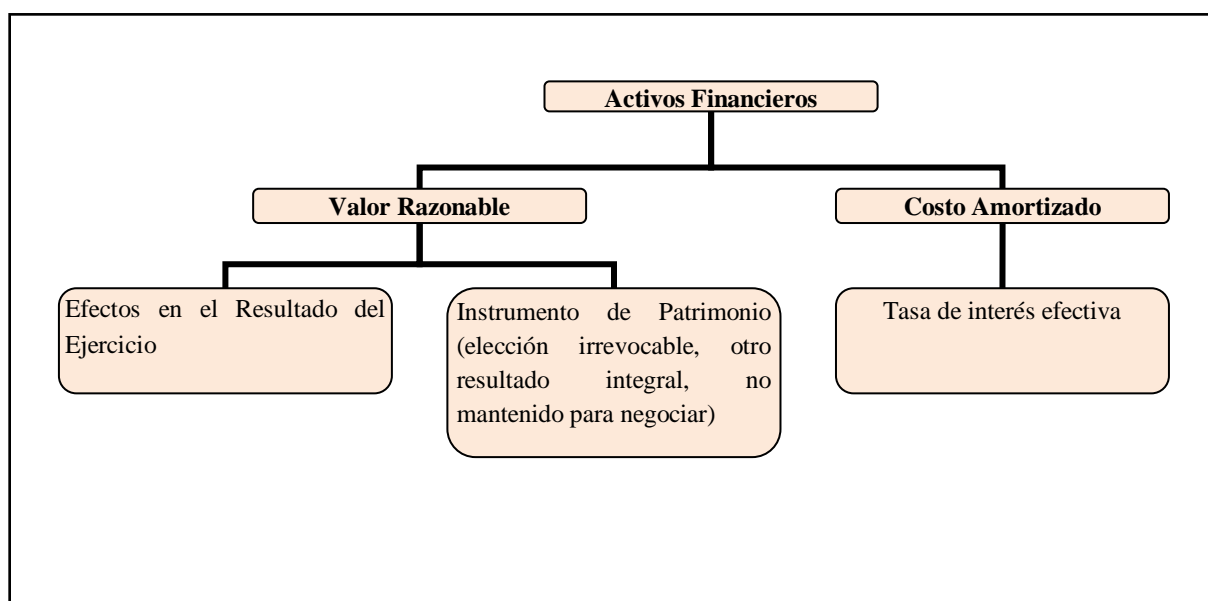 Activos Financieros
Valor Razonable
Costo Amortizado
Efectos en el Resultado del
Ejercicio
Instrumento de Patrimonio
(elección irrevocable, otro
resultado integral, no
mantenido para negociar)
Tasa de interés efectiva